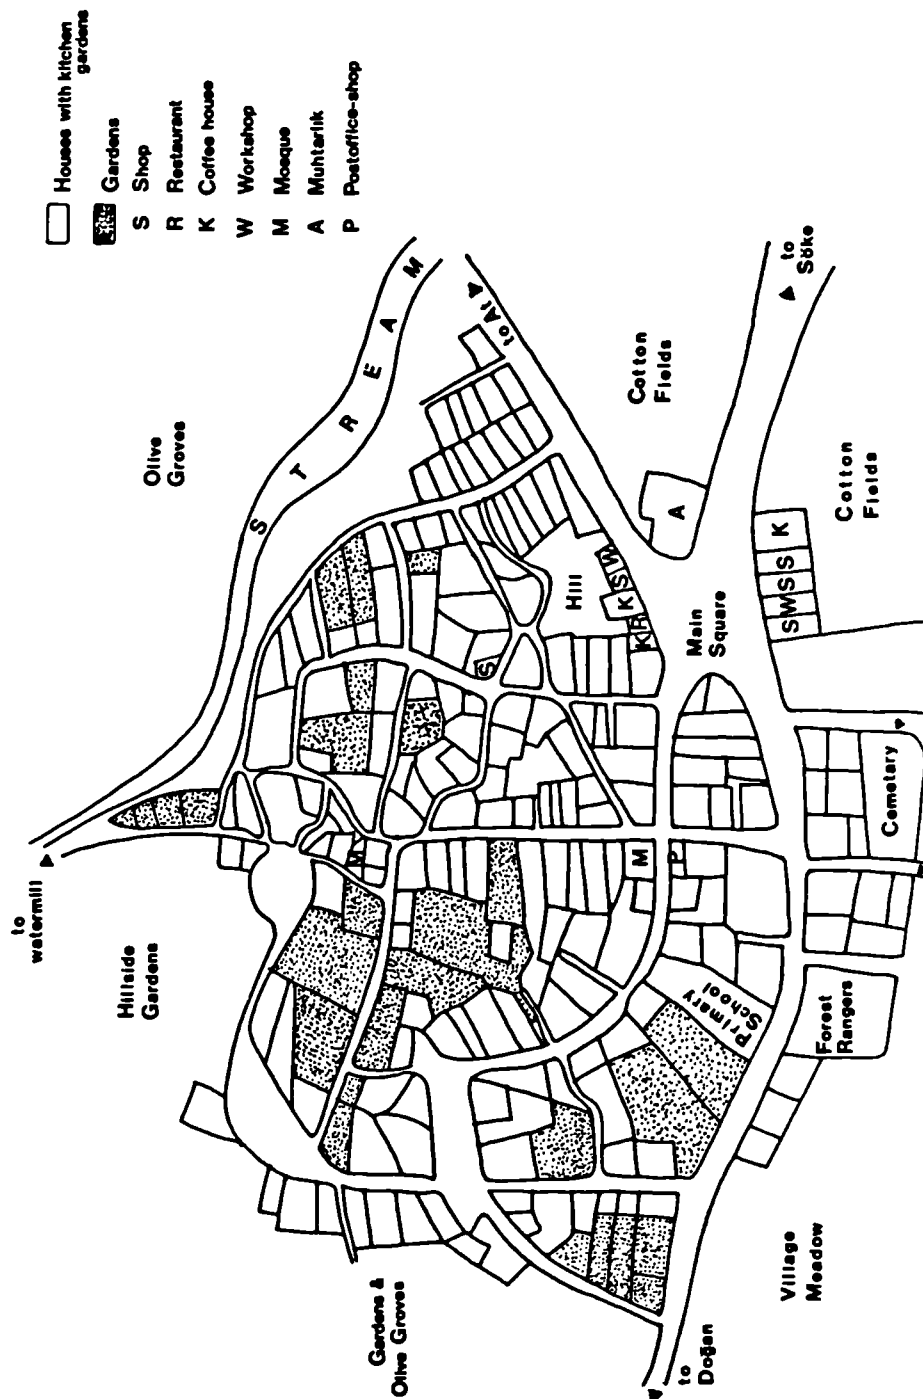 Houses with kitchen
gardens
Gardens
S Shop
R Restaurant
K Coffee house
W Workshop
M Mosque
A Muhtarlık
P Postoffice-shop
to
watermill
Hillside
Gardens
Gardens &
Olive Groves
Olive
Groves
STREAM
to At
Cotton
Fields
to
Söke
A
Cotton
Fields
Hill
W
S
K
R
K
S
Main
Square
K
S
S
W
S
M
M
P
Primary
School
Cemetery
Forest
Rangers
Village
Meadow
to
Doğan